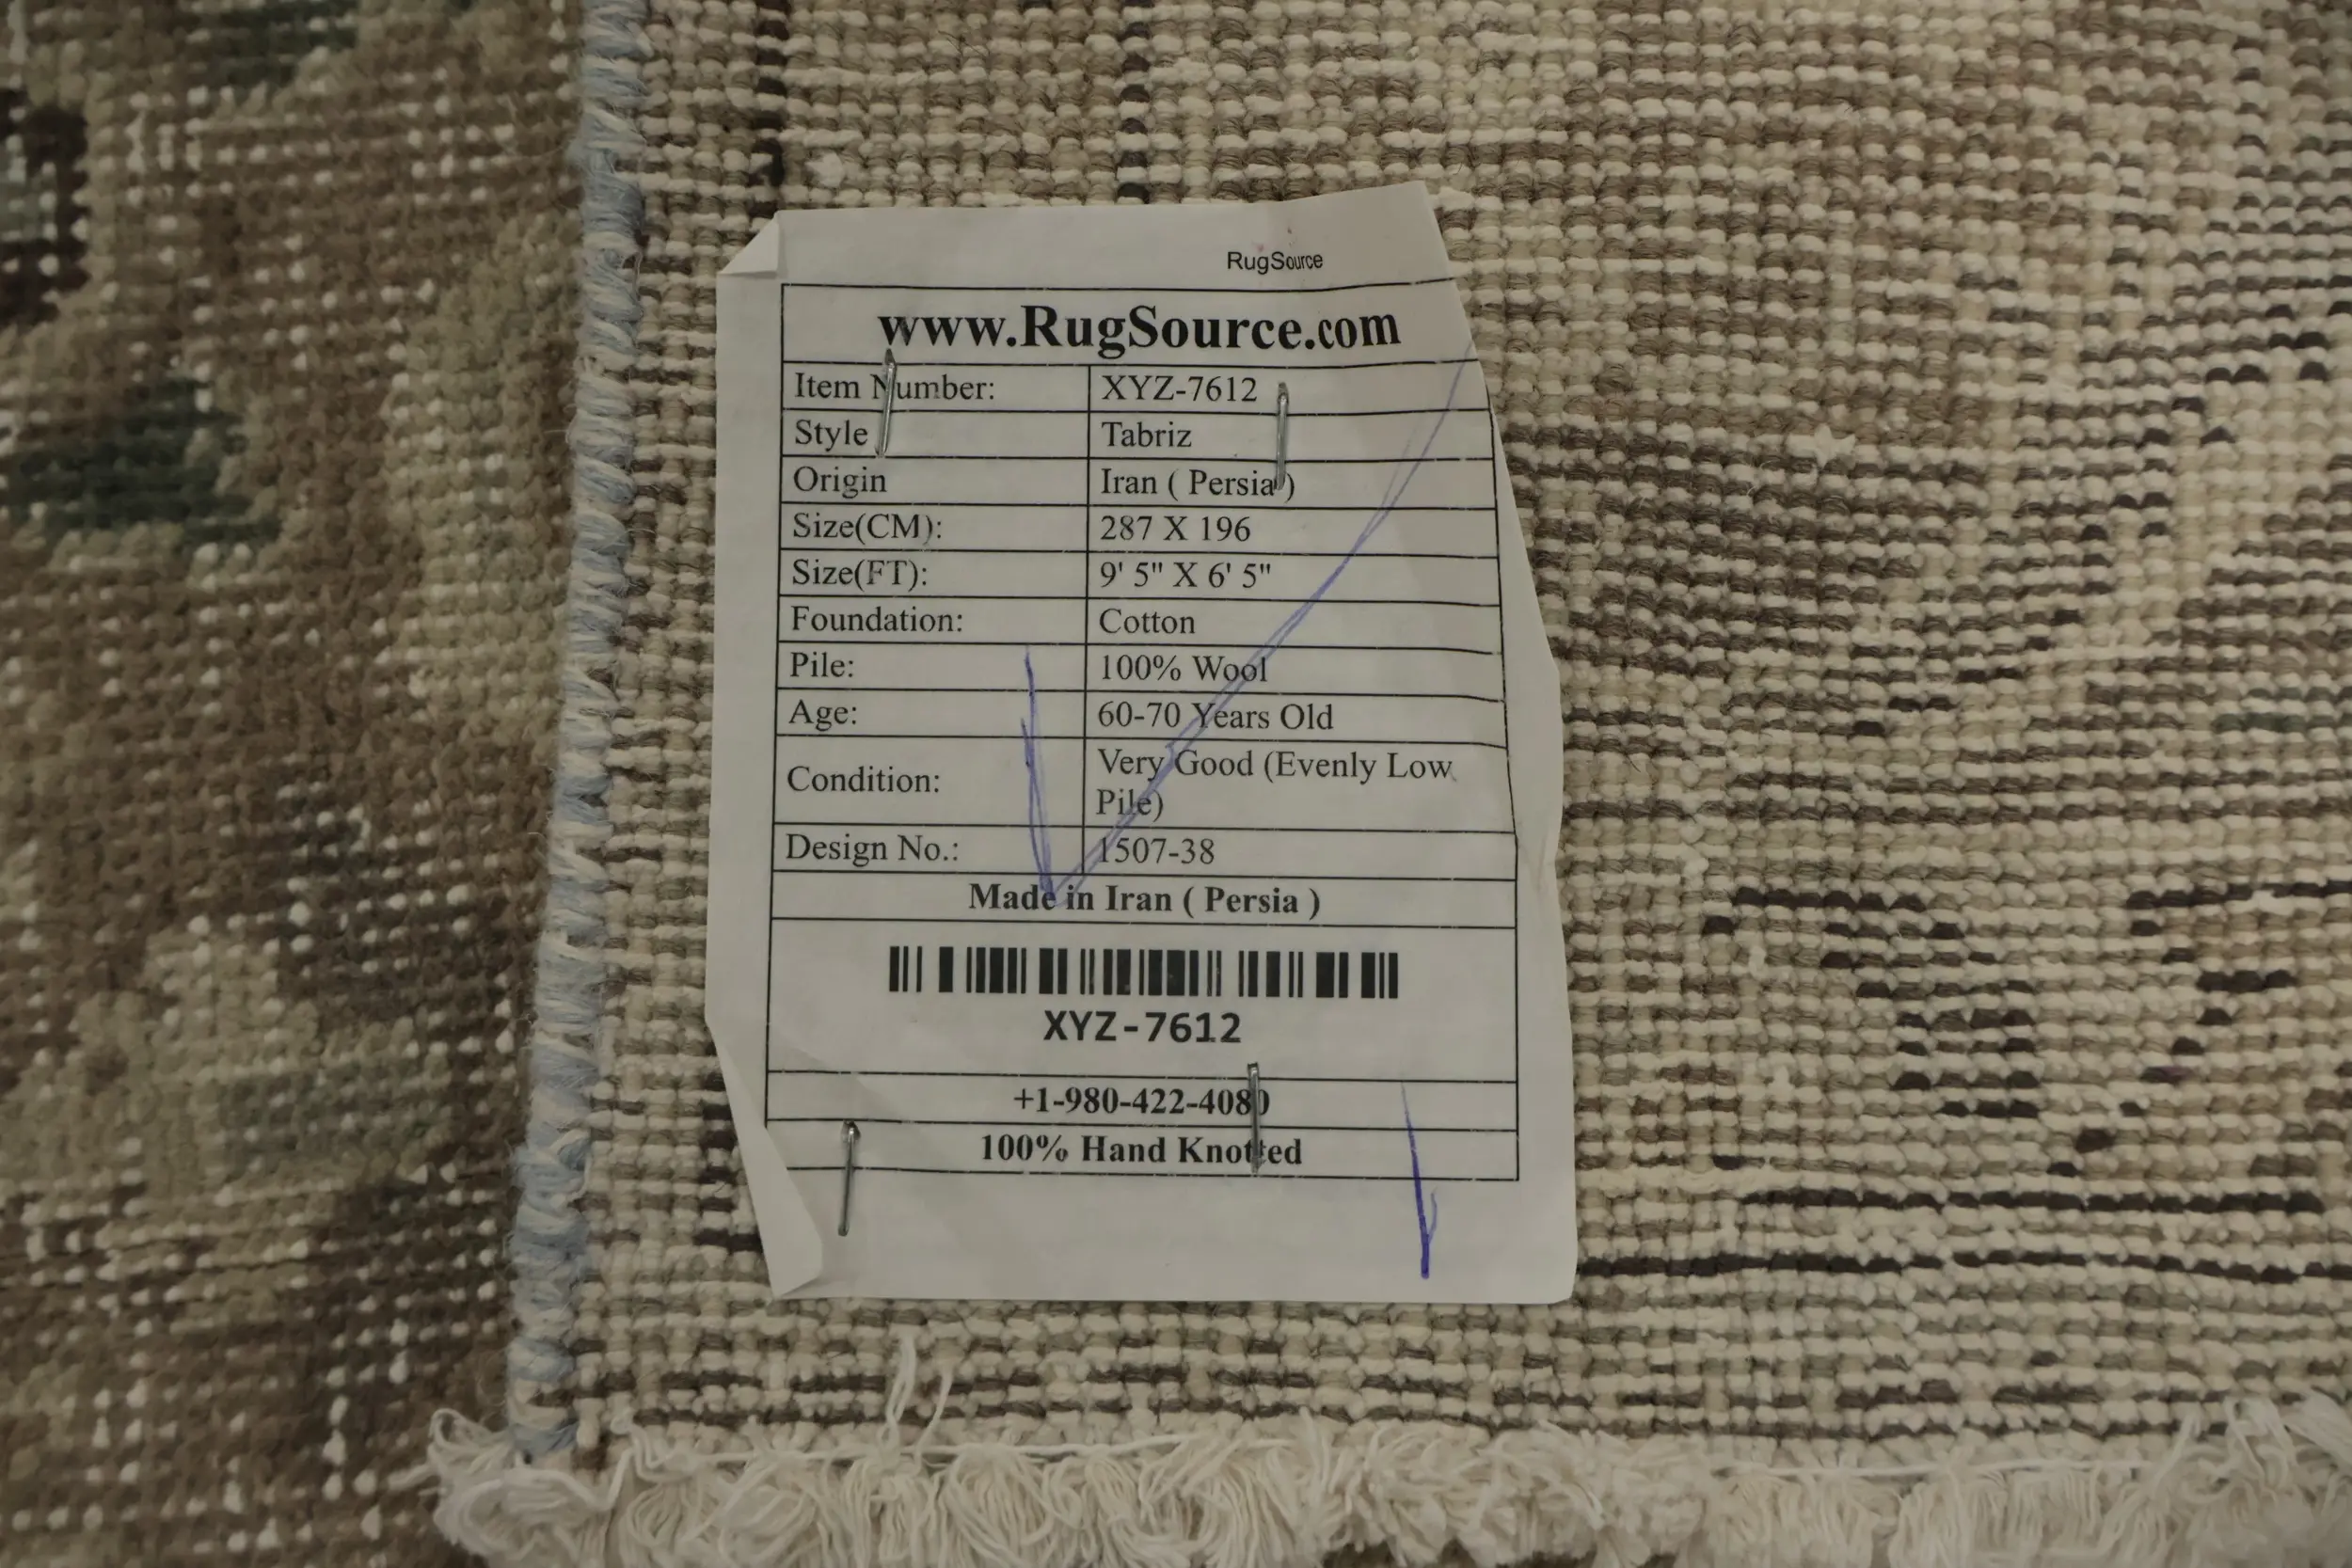 RugSource
www.RugSource.com
Item Number: XYZ-7612
Style Tabriz
Origin Iran ( Persia )
Size(CM): 287 X 196
Size(FT): 9' 5" X 6' 5"
Foundation: Cotton
Pile: 100% Wool
Age: 60-70 Years Old
Condition: Very Good (Evenly Low
Pile)
Design No.: 1507-38
Made in Iran ( Persia )
XYZ-7612
+1-980-422-4080
100% Hand Knotted